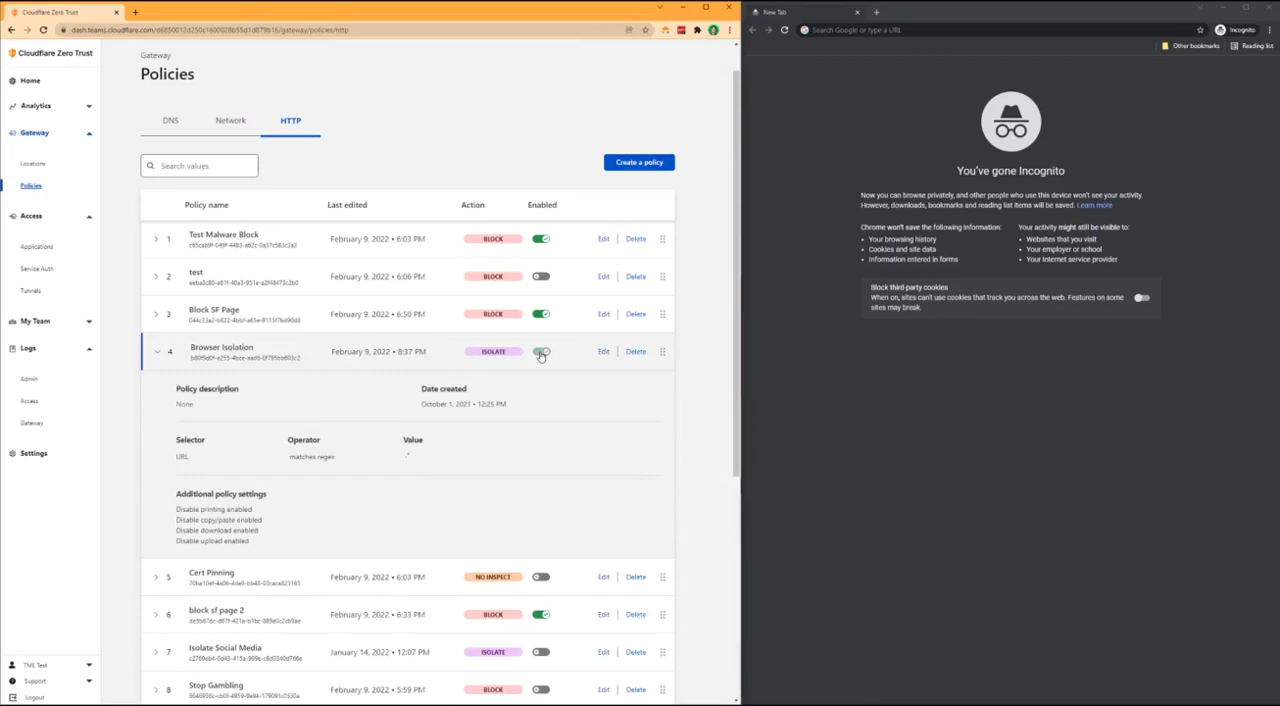 Cloudflare Zero Trust
dash.teams.cloudflare.com/
/gateway/policies/http
Cloudflare Zero Trust
Home
Analytics
Gateway
Locations
Policies
Access
Applications
Service Auth
Tunnels
My Team
Logs
Admin
Access
Gateway
Settings
TME Test
Support
Logout
Gateway
Policies
DNS Network HTTP
Search values
Create a policy
Policy name Last edited Action Enabled
1 Test Malware Block February 9, 2022 • 6:03 PM BLOCK Edit Delete
2 test February 9, 2022 • 6:06 PM BLOCK Edit Delete
3 Block SF Page February 9, 2022 • 6:50 PM BLOCK Edit Delete
4 Browser Isolation February 9, 2022 • 8:37 PM ISOLATE Edit Delete
Policy description Date created
None October 1, 2021 • 12:25 PM
Selector Operator Value
URL matches regex .*
Additional policy settings
Disable printing enabled
Disable copy/paste enabled
Disable download enabled
Disable upload enabled
5 Cert Pinning February 9, 2022 • 6:03 PM NO INSPECT Edit Delete
6 block sf page 2 February 9, 2022 • 6:33 PM BLOCK Edit Delete
7 Isolate Social Media January 14, 2022 • 12:07 PM ISOLATE Edit Delete
8 Stop Gambling February 9, 2022 • 5:59 PM BLOCK Edit Delete
New Tab
Search Google or type a URL
Incognito
Other bookmarks Reading list
You've gone Incognito
Now you can browse privately, and other people who use this device won't see your activity.
However, downloads, bookmarks and reading list items will be saved. Learn more
Chrome won't save the following information:
• Your browsing history
• Cookies and site data
• Information entered in forms
Your activity might still be visible to:
• Websites that you visit
• Your employer or school
• Your Internet service provider
Block third-party cookies
When on, sites can't use cookies that track you across the web. Features on some
sites may break.